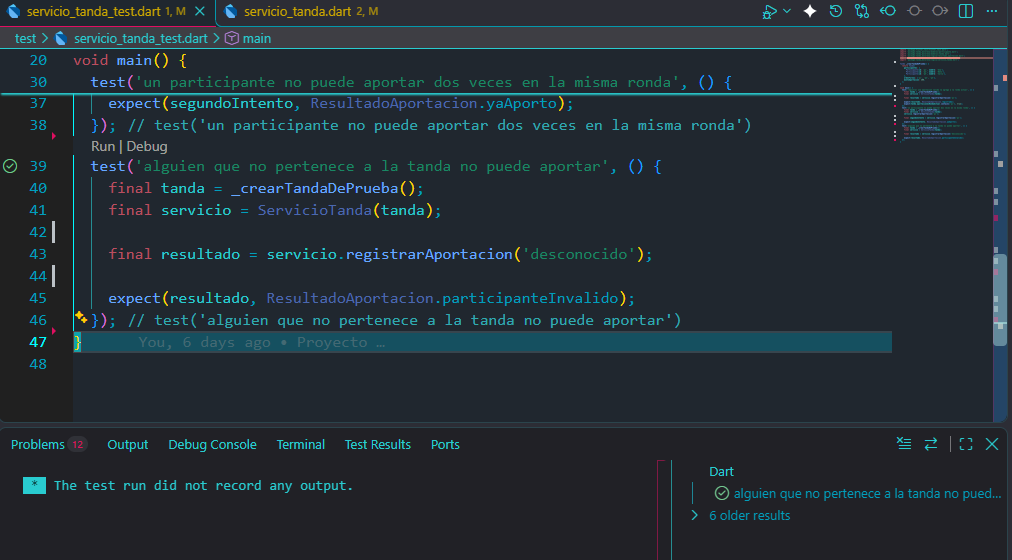 servicio_tanda_test.dart 1, M
servicio_tanda.dart 2, M
test > servicio_tanda_test.dart > main
20 void main() {
30 test('un participante no puede aportar dos veces en la misma ronda', () {
37 expect(segundoIntento, ResultadoAportacion.yaAporto);
38 }); // test('un participante no puede aportar dos veces en la misma ronda')
Run | Debug
39 test('alguien que no pertenece a la tanda no puede aportar', () {
40 final tanda = _crearTandaDePrueba();
41 final servicio = ServicioTanda(tanda);
42
43 final resultado = servicio.registrarAportacion('desconocido');
44
45 expect(resultado, ResultadoAportacion.participanteInvalido);
46 }); // test('alguien que no pertenece a la tanda no puede aportar')
47 } You, 6 days ago • Proyecto …
48
Problems 12 Output Debug Console Terminal Test Results Ports
* The test run did not record any output.
Dart
alguien que no pertenece a la tanda no pued...
6 older results